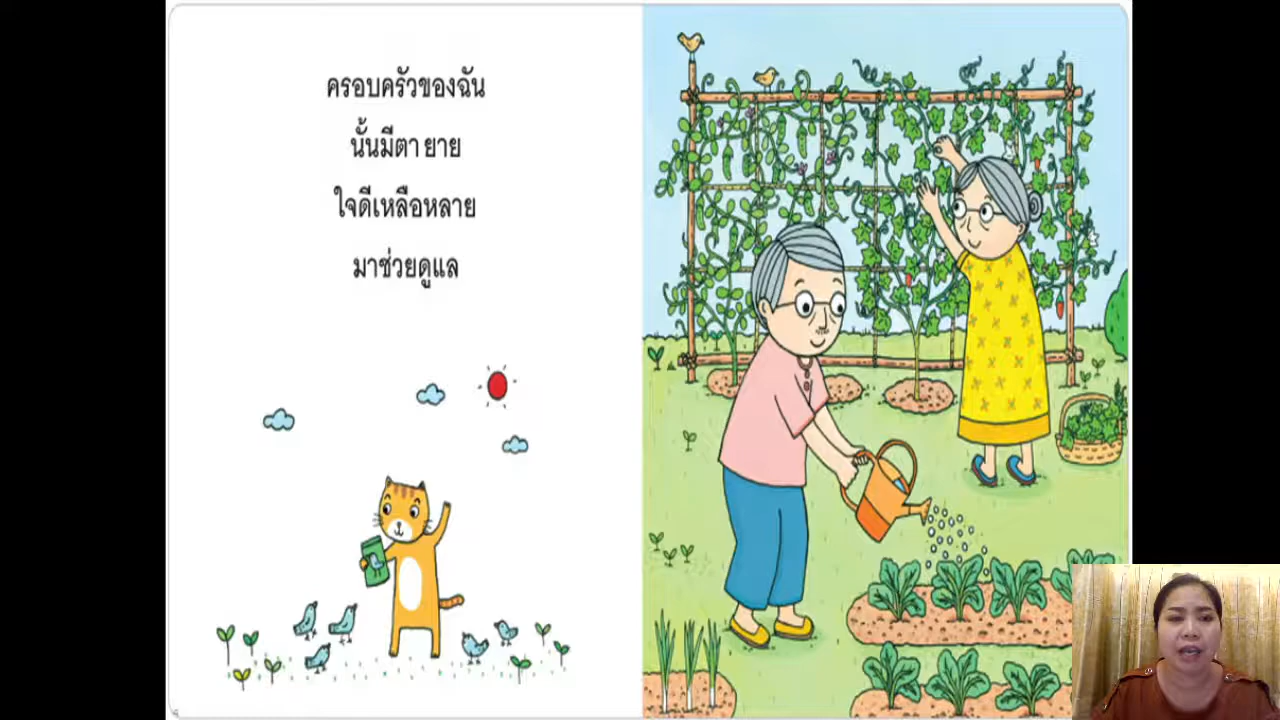 ครอบครัวของฉัน
นั้นมีตา ยาย
ใจดีเหลือหลาย
มาช่วยดูแล